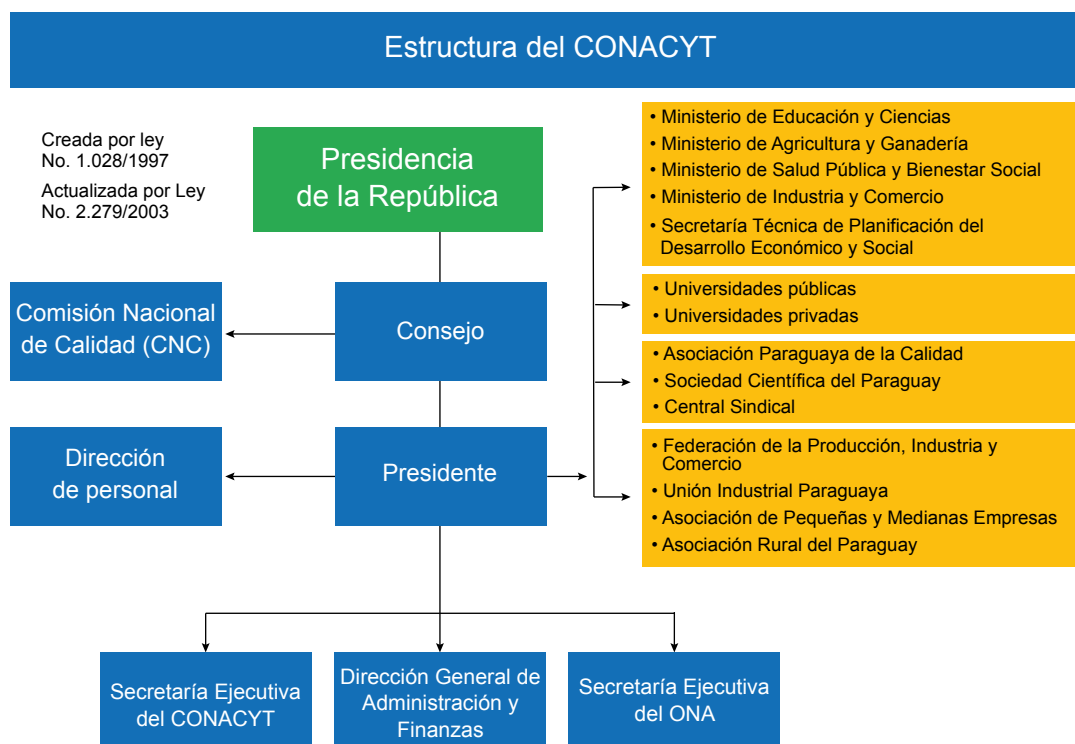 Estructura del CONACYT
Creada por ley
No. 1.028/1997
Actualizada por Ley
No. 2.279/2003
Presidencia
de la República
• Ministerio de Educación y Ciencias
• Ministerio de Agricultura y Ganadería
• Ministerio de Salud Pública y Bienestar Social
• Ministerio de Industria y Comercio
• Secretaría Técnica de Planificación del
Desarrollo Económico y Social
Comisión Nacional
de Calidad (CNC)
Consejo
• Universidades públicas
• Universidades privadas
• Asociación Paraguaya de la Calidad
• Sociedad Científica del Paraguay
• Central Sindical
Dirección
de personal
Presidente
• Federación de la Producción, Industria y
Comercio
• Unión Industrial Paraguaya
• Asociación de Pequeñas y Medianas Empresas
• Asociación Rural del Paraguay
Secretaría Ejecutiva
del CONACYT
Dirección General de
Administración y
Finanzas
Secretaría Ejecutiva
del ONA